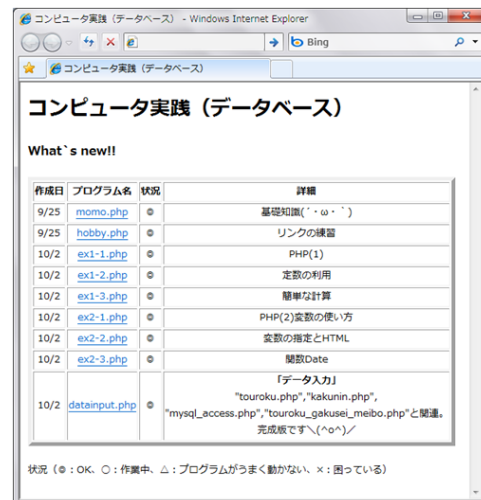 コンピュータ実践（データベース） - Windows Internet Explorer
Bing
コンピュータ実践（データベース）
コンピュータ実践（データベース）
What`s new!!
作成日 プログラム名 状況 詳細
9/25 momo.php ◎ 基礎知識(´・ω・｀)
9/25 hobby.php ◎ リンクの練習
10/2 ex1-1.php ◎ PHP(1)
10/2 ex1-2.php ◎ 定数の利用
10/2 ex1-3.php ◎ 簡単な計算
10/2 ex2-1.php ◎ PHP(2)変数の使い方
10/2 ex2-2.php ◎ 変数の指定とHTML
10/2 ex2-3.php ◎ 関数Date
10/2 datainput.php ◎ 「データ入力」
"touroku.php","kakunin.php",
"mysql_access.php","touroku_gakusei_meibo.php"と関連。
完成版です＼(^o^)／
状況（◎：OK、○：作業中、△：プログラムがうまく動かない、×：困っている）